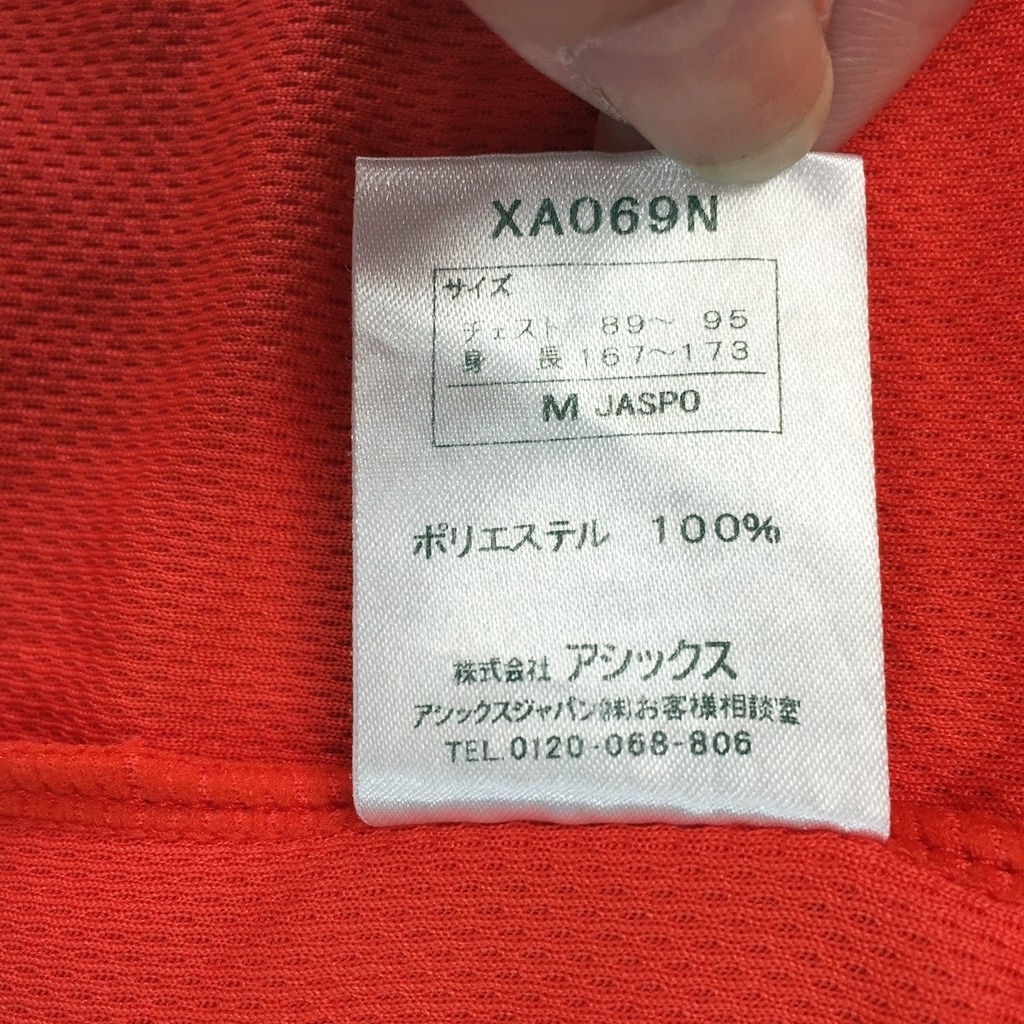 XA069N
サイズ
チェスト 89～ 95
身 長 167～173
M JASPO
ポリエステル 100%
株式会社 アシックス
アシックスジャパン(株)お客様相談室
TEL.0120-068-806